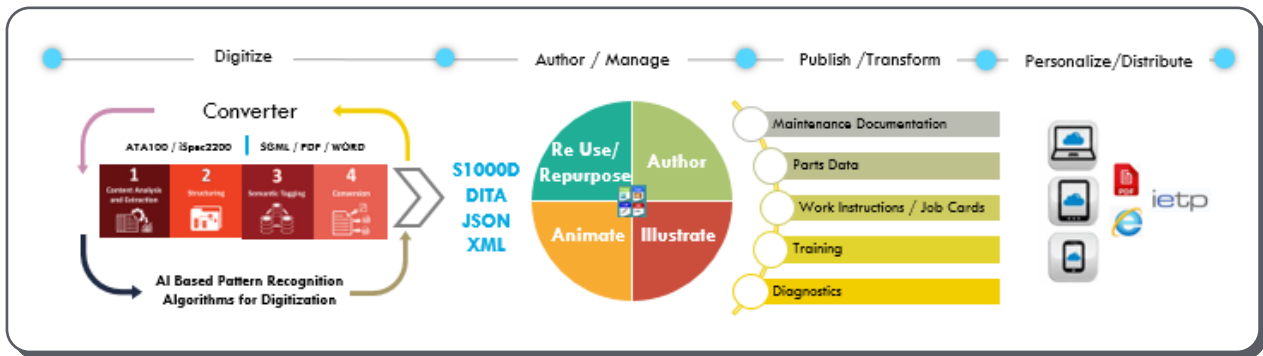 Digitize
Author / Manage
Publish /Transform
Personalize/Distribute
Converter
ATA100 / iSpec2200
SGML / PDF / WORD
1
Content Analysis
and Extraction
2
Structuring
3
Semantic Tagging
4
Conversion
AI Based Pattern Recognition
Algorithms for Digitization
S1000D
DITA
JSON
XML
Re Use/
Repurpose
Author
Animate
Illustrate
Maintenance Documentation
Parts Data
Work Instructions / Job Cards
Training
Diagnostics
PDF
ietp